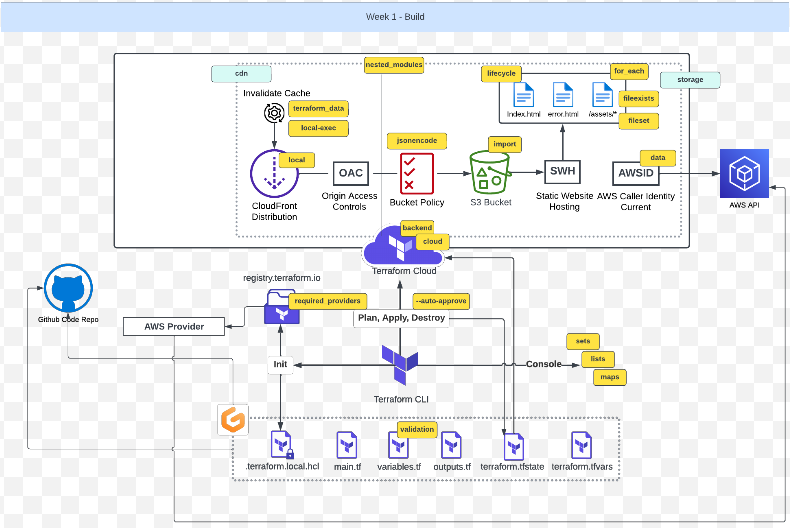 Week 1 - Build
nested_modules
cdn
lifecycle
for_each
storage
Invalidate Cache
terraform_data
local-exec
Index.html
error.html
/assets/*
fileexists
fileset
local
jsonencode
import
data
OAC
SWH
AWSID
CloudFront
Distribution
Origin Access
Controls
Bucket Policy
S3 Bucket
Static Website
Hosting
AWS Caller Identity
Current
AWS API
backend
cloud
Terraform Cloud
registry.terraform.io
required_providers
--auto-approve
Github Code Repo
AWS Provider
Plan, Apply, Destroy
sets
lists
maps
Init
Console
Terraform CLI
validation
.terraform.local.hcl
main.tf
variables.tf
outputs.tf
terraform.tfstate
terraform.tfvars